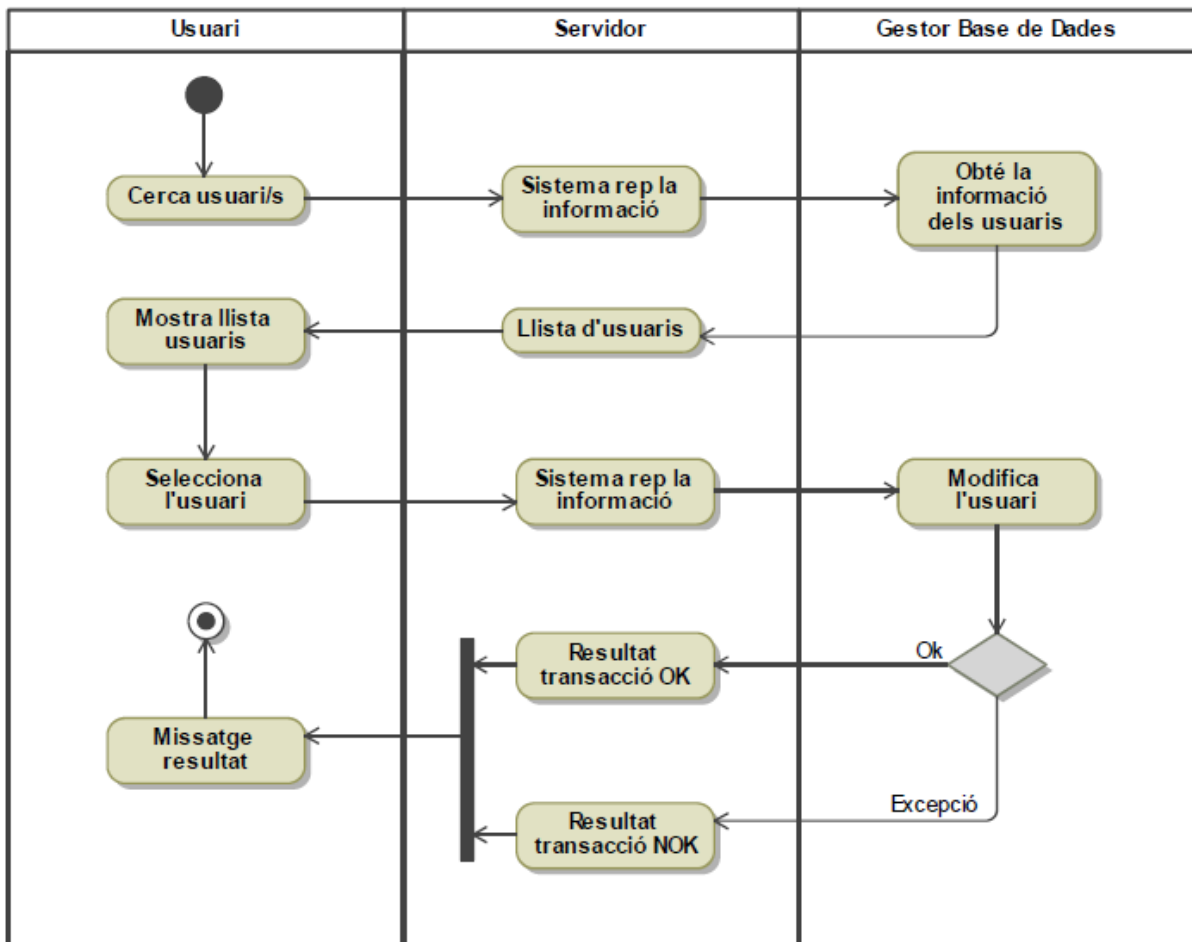 Usuari
Servidor
Gestor Base de Dades
Cerca usuari/s
Sistema rep la
informació
Obté la
informació
dels usuaris
Mostra llista
usuaris
Llista d'usuaris
Selecciona
l'usuari
Sistema rep la
informació
Modifica
l'usuari
Resultat
transacció OK
Ok
Missatge
resultat
Resultat
transacció NOK
Excepció